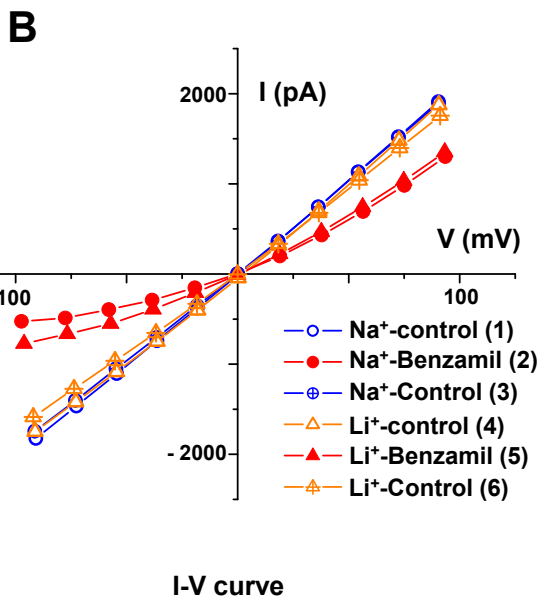 B
2000
I (pA)
V (mV)
100
100
Na⁺-control (1)
Na⁺-Benzamil (2)
Na⁺-Control (3)
Li⁺-control (4)
Li⁺-Benzamil (5)
Li⁺-Control (6)
- 2000
I-V curve